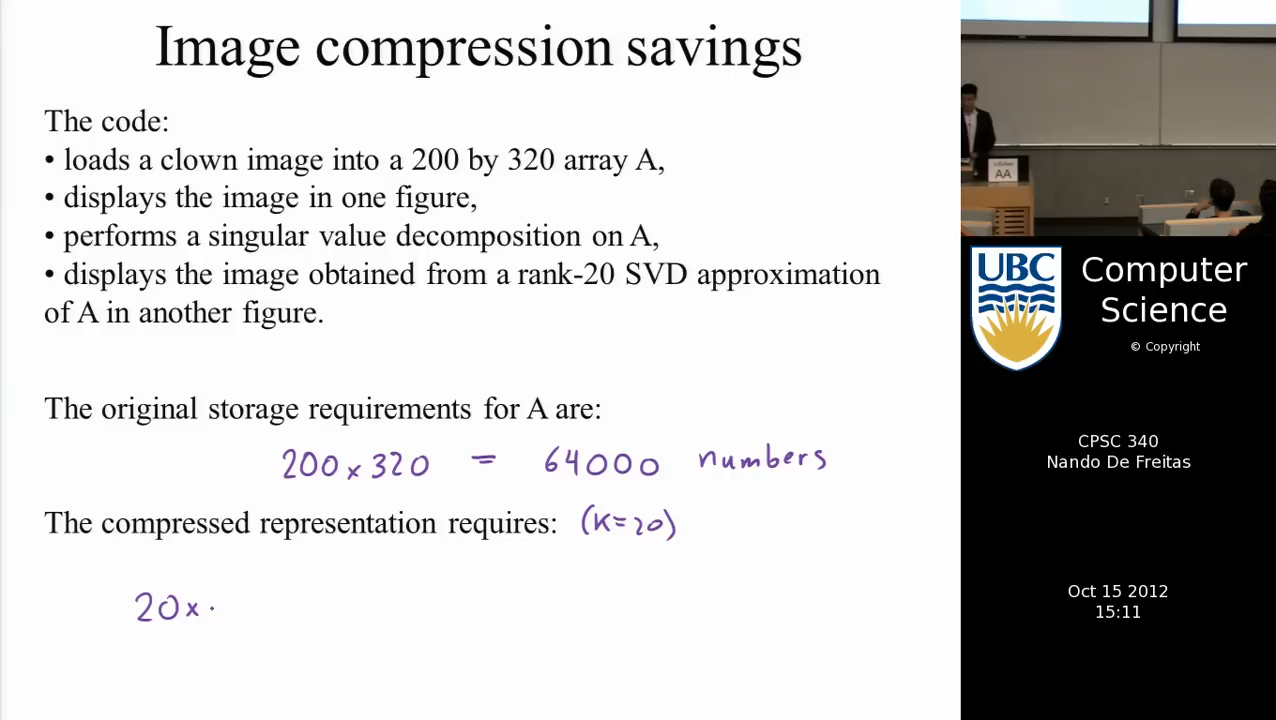 Image compression savings
The code:
• loads a clown image into a 200 by 320 array A,
• displays the image in one figure,
• performs a singular value decomposition on A,
• displays the image obtained from a rank-20 SVD approximation
of A in another figure.
The original storage requirements for A are:
200 x 320 = 64000 numbers
The compressed representation requires: (K=20)
20 x
AA
UBC
Computer
Science
© Copyright
CPSC 340
Nando De Freitas
Oct 15 2012
15:11